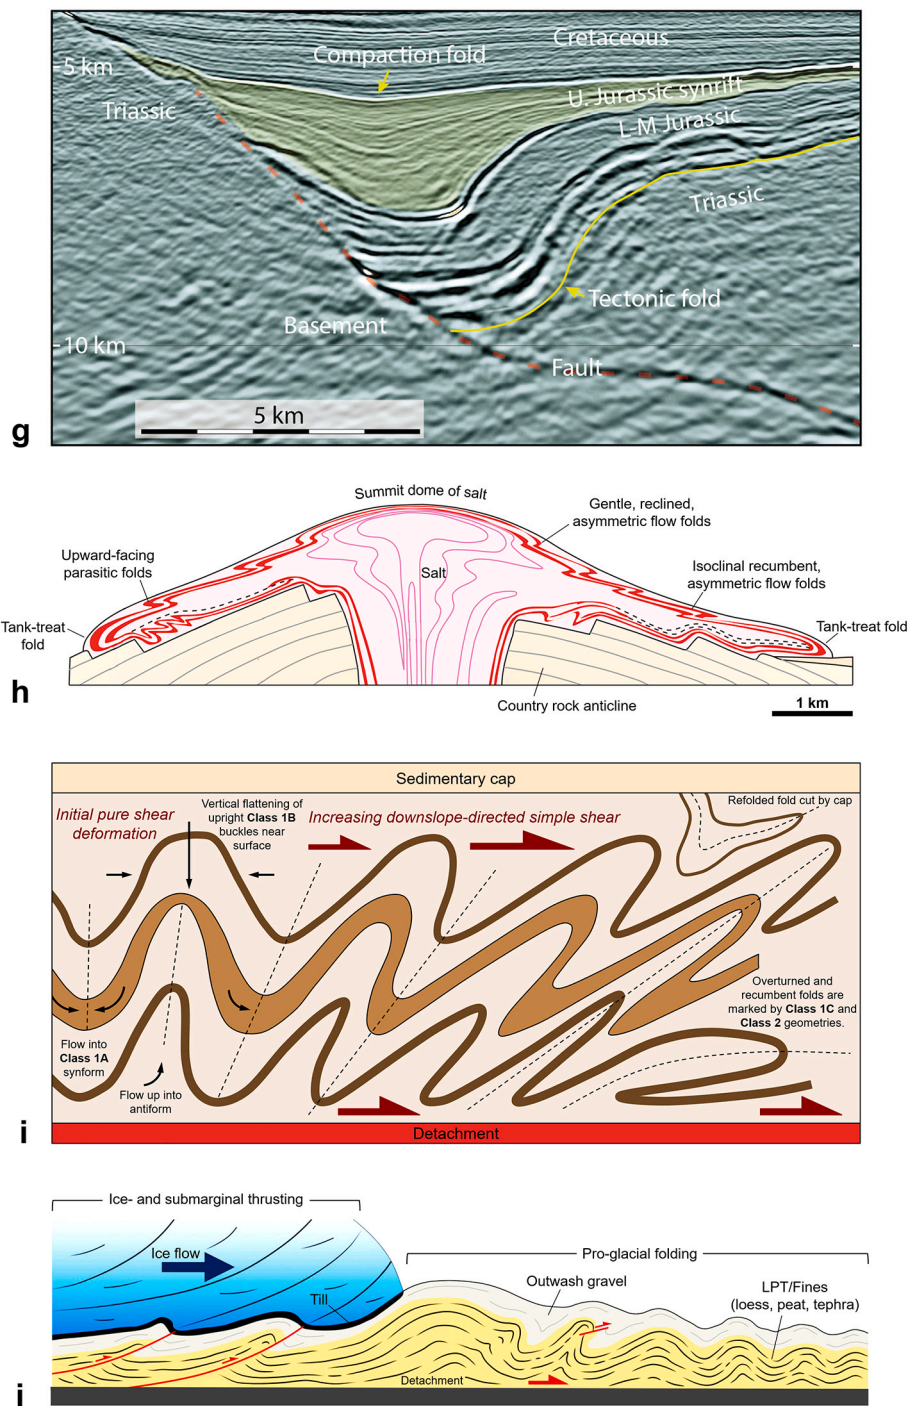 Cretaceous
Compaction fold
5 km
U. Jurassic synrift
Triassic
L-M Jurassic
Triassic
Tectonic fold
Basement
10 km
Fault
5 km
g
Summit dome of salt
Gentle, reclined,
asymmetric flow folds
Upward-facing
parasitic folds
Salt
Isoclinal recumbent,
asymmetric flow folds
Tank-treat
fold
Tank-treat fold
Country rock anticline
1 km
h
Sedimentary cap
Initial pure shear
deformation
Vertical flattening of
upright Class 1B
buckles near
surface
Increasing downslope-directed simple shear
Refolded fold cut by cap
Overturned and
recumbent folds are
marked by Class 1C and
Class 2 geometries.
Flow into
Class 1A
synform
Flow up into
antiform
i
Detachment
Ice- and submarginal thrusting
Ice flow
Pro-glacial folding
Outwash gravel
Till
LPT/Fines
(loess, peat, tephra)
Detachment
j